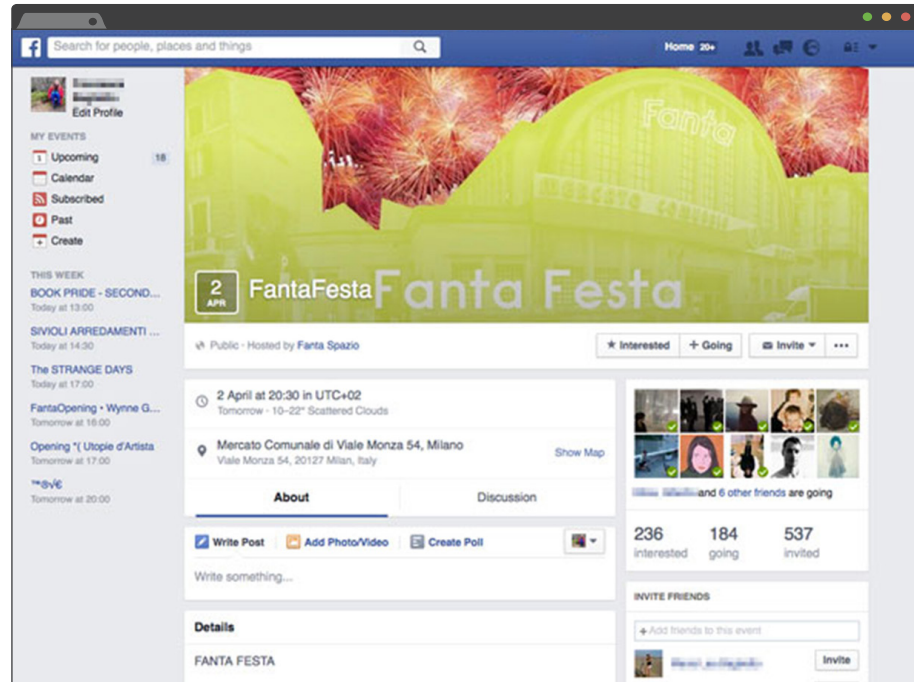 f
Search for people, places and things
Home 20+
Edit Profile
MY EVENTS
1 Upcoming 18
Calendar
Subscribed
Past
+ Create
THIS WEEK
BOOK PRIDE - SECOND...
Today at 13:00
SIVIOLI ARREDAMENTI ...
Today at 14:30
The STRANGE DAYS
Today at 17:00
FantaOpening • Wynne G...
Tomorrow at 16:00
Opening "( Utopie d'Artista
Tomorrow at 17:00
Tomorrow at 20:00
Fanta
2
APR
FantaFesta
Fanta Festa
Public · Hosted by Fanta Spazio
★ Interested
+ Going
Invite
...
2 April at 20:30 in UTC+02
Tomorrow · 10–22° Scattered Clouds
Mercato Comunale di Viale Monza 54, Milano
Viale Monza 54, 20127 Milan, Italy
Show Map
About
Discussion
Write Post
Add Photo/Video
Create Poll
Write something...
Details
FANTA FESTA
and 6 other friends are going
236 184 537
interested going invited
INVITE FRIENDS
+ Add friends to this event
Invite